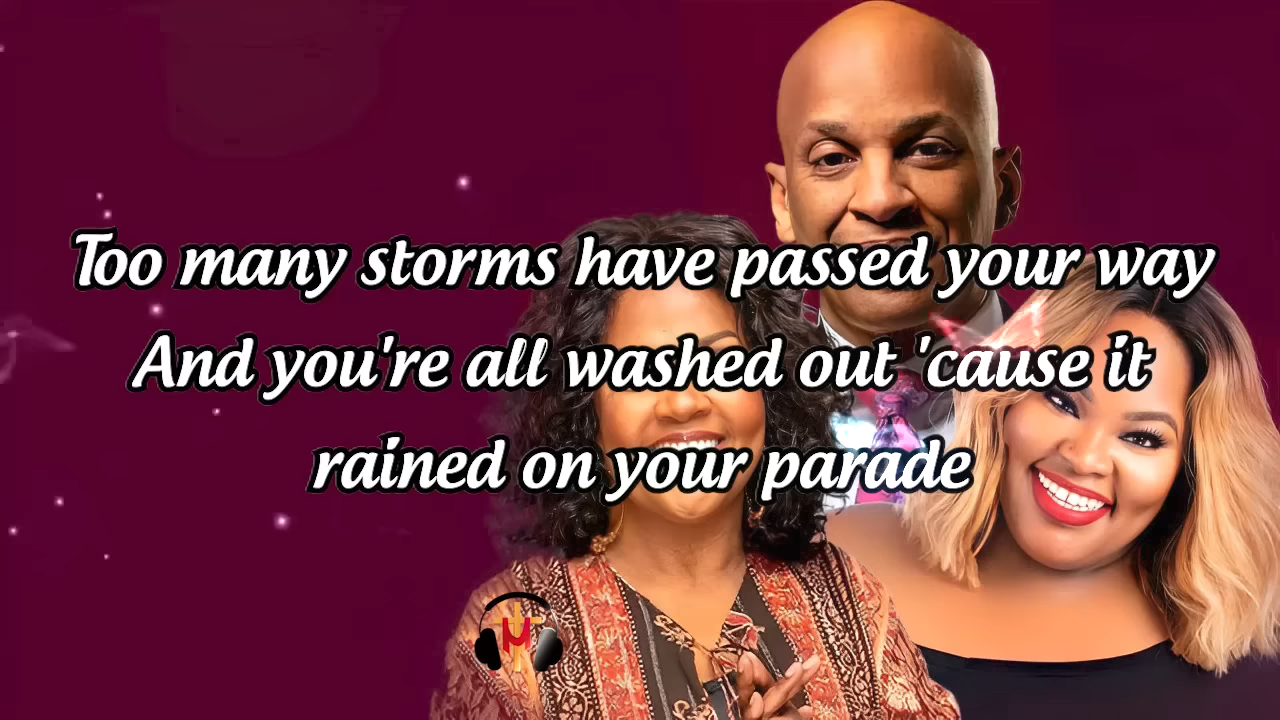 Too many storms have passed your way
And you're all washed out 'cause it
rained on your parade